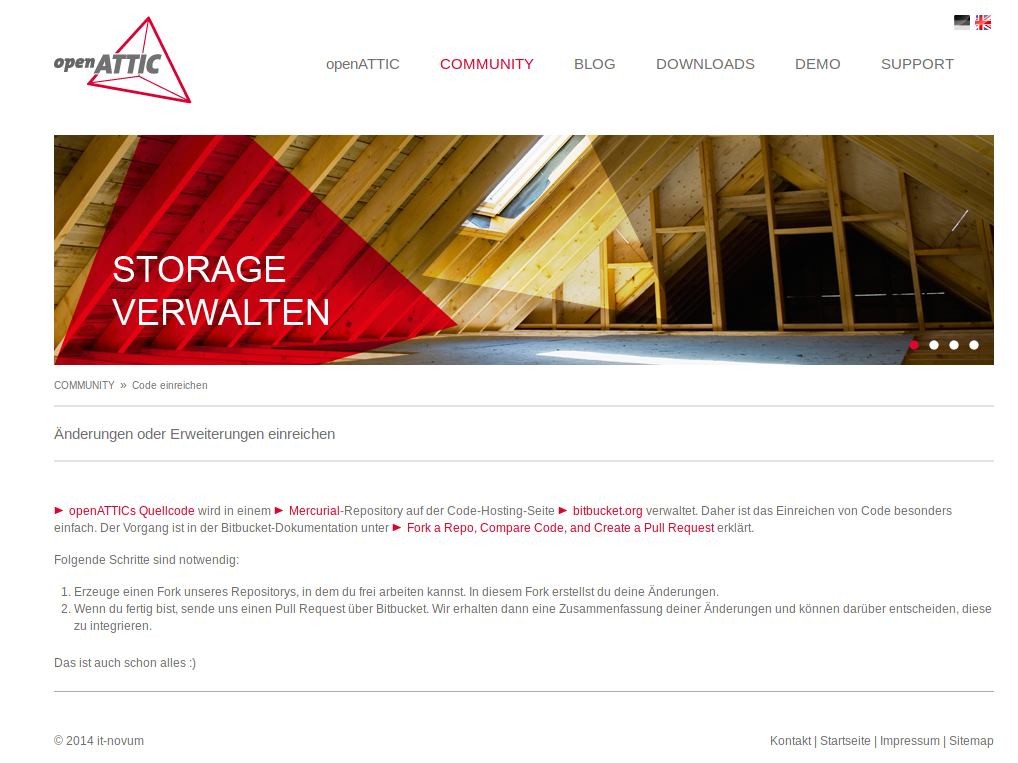 openATTIC
openATTIC COMMUNITY BLOG DOWNLOADS DEMO SUPPORT
STORAGE
VERWALTEN
COMMUNITY » Code einreichen
Änderungen oder Erweiterungen einreichen
openATTICs Quellcode wird in einem Mercurial-Repository auf der Code-Hosting-Seite bitbucket.org verwaltet. Daher ist das Einreichen von Code besonders
einfach. Der Vorgang ist in der Bitbucket-Dokumentation unter Fork a Repo, Compare Code, and Create a Pull Request erklärt.
Folgende Schritte sind notwendig:
1. Erzeuge einen Fork unseres Repositorys, in dem du frei arbeiten kannst. In diesem Fork erstellst du deine Änderungen.
2. Wenn du fertig bist, sende uns einen Pull Request über Bitbucket. Wir erhalten dann eine Zusammenfassung deiner Änderungen und können darüber entscheiden, diese
zu integrieren.
Das ist auch schon alles :)
© 2014 it-novum
Kontakt | Startseite | Impressum | Sitemap